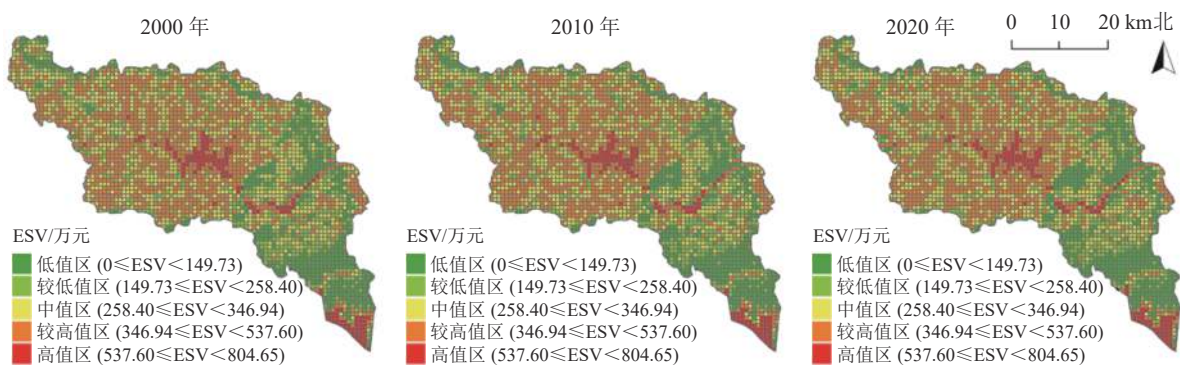 2000 年
2010 年
2020 年
0 10 20 km北
ESV/万元
低值区 (0≤ESV＜149.73)
较低值区 (149.73≤ESV＜258.40)
中值区 (258.40≤ESV＜346.94)
较高值区 (346.94≤ESV＜537.60)
高值区 (537.60≤ESV＜804.65)
ESV/万元
低值区 (0≤ESV＜149.73)
较低值区 (149.73≤ESV＜258.40)
中值区 (258.40≤ESV＜346.94)
较高值区 (346.94≤ESV＜537.60)
高值区 (537.60≤ESV＜804.65)
ESV/万元
低值区 (0≤ESV＜149.73)
较低值区 (149.73≤ESV＜258.40)
中值区 (258.40≤ESV＜346.94)
较高值区 (346.94≤ESV＜537.60)
高值区 (537.60≤ESV＜804.65)